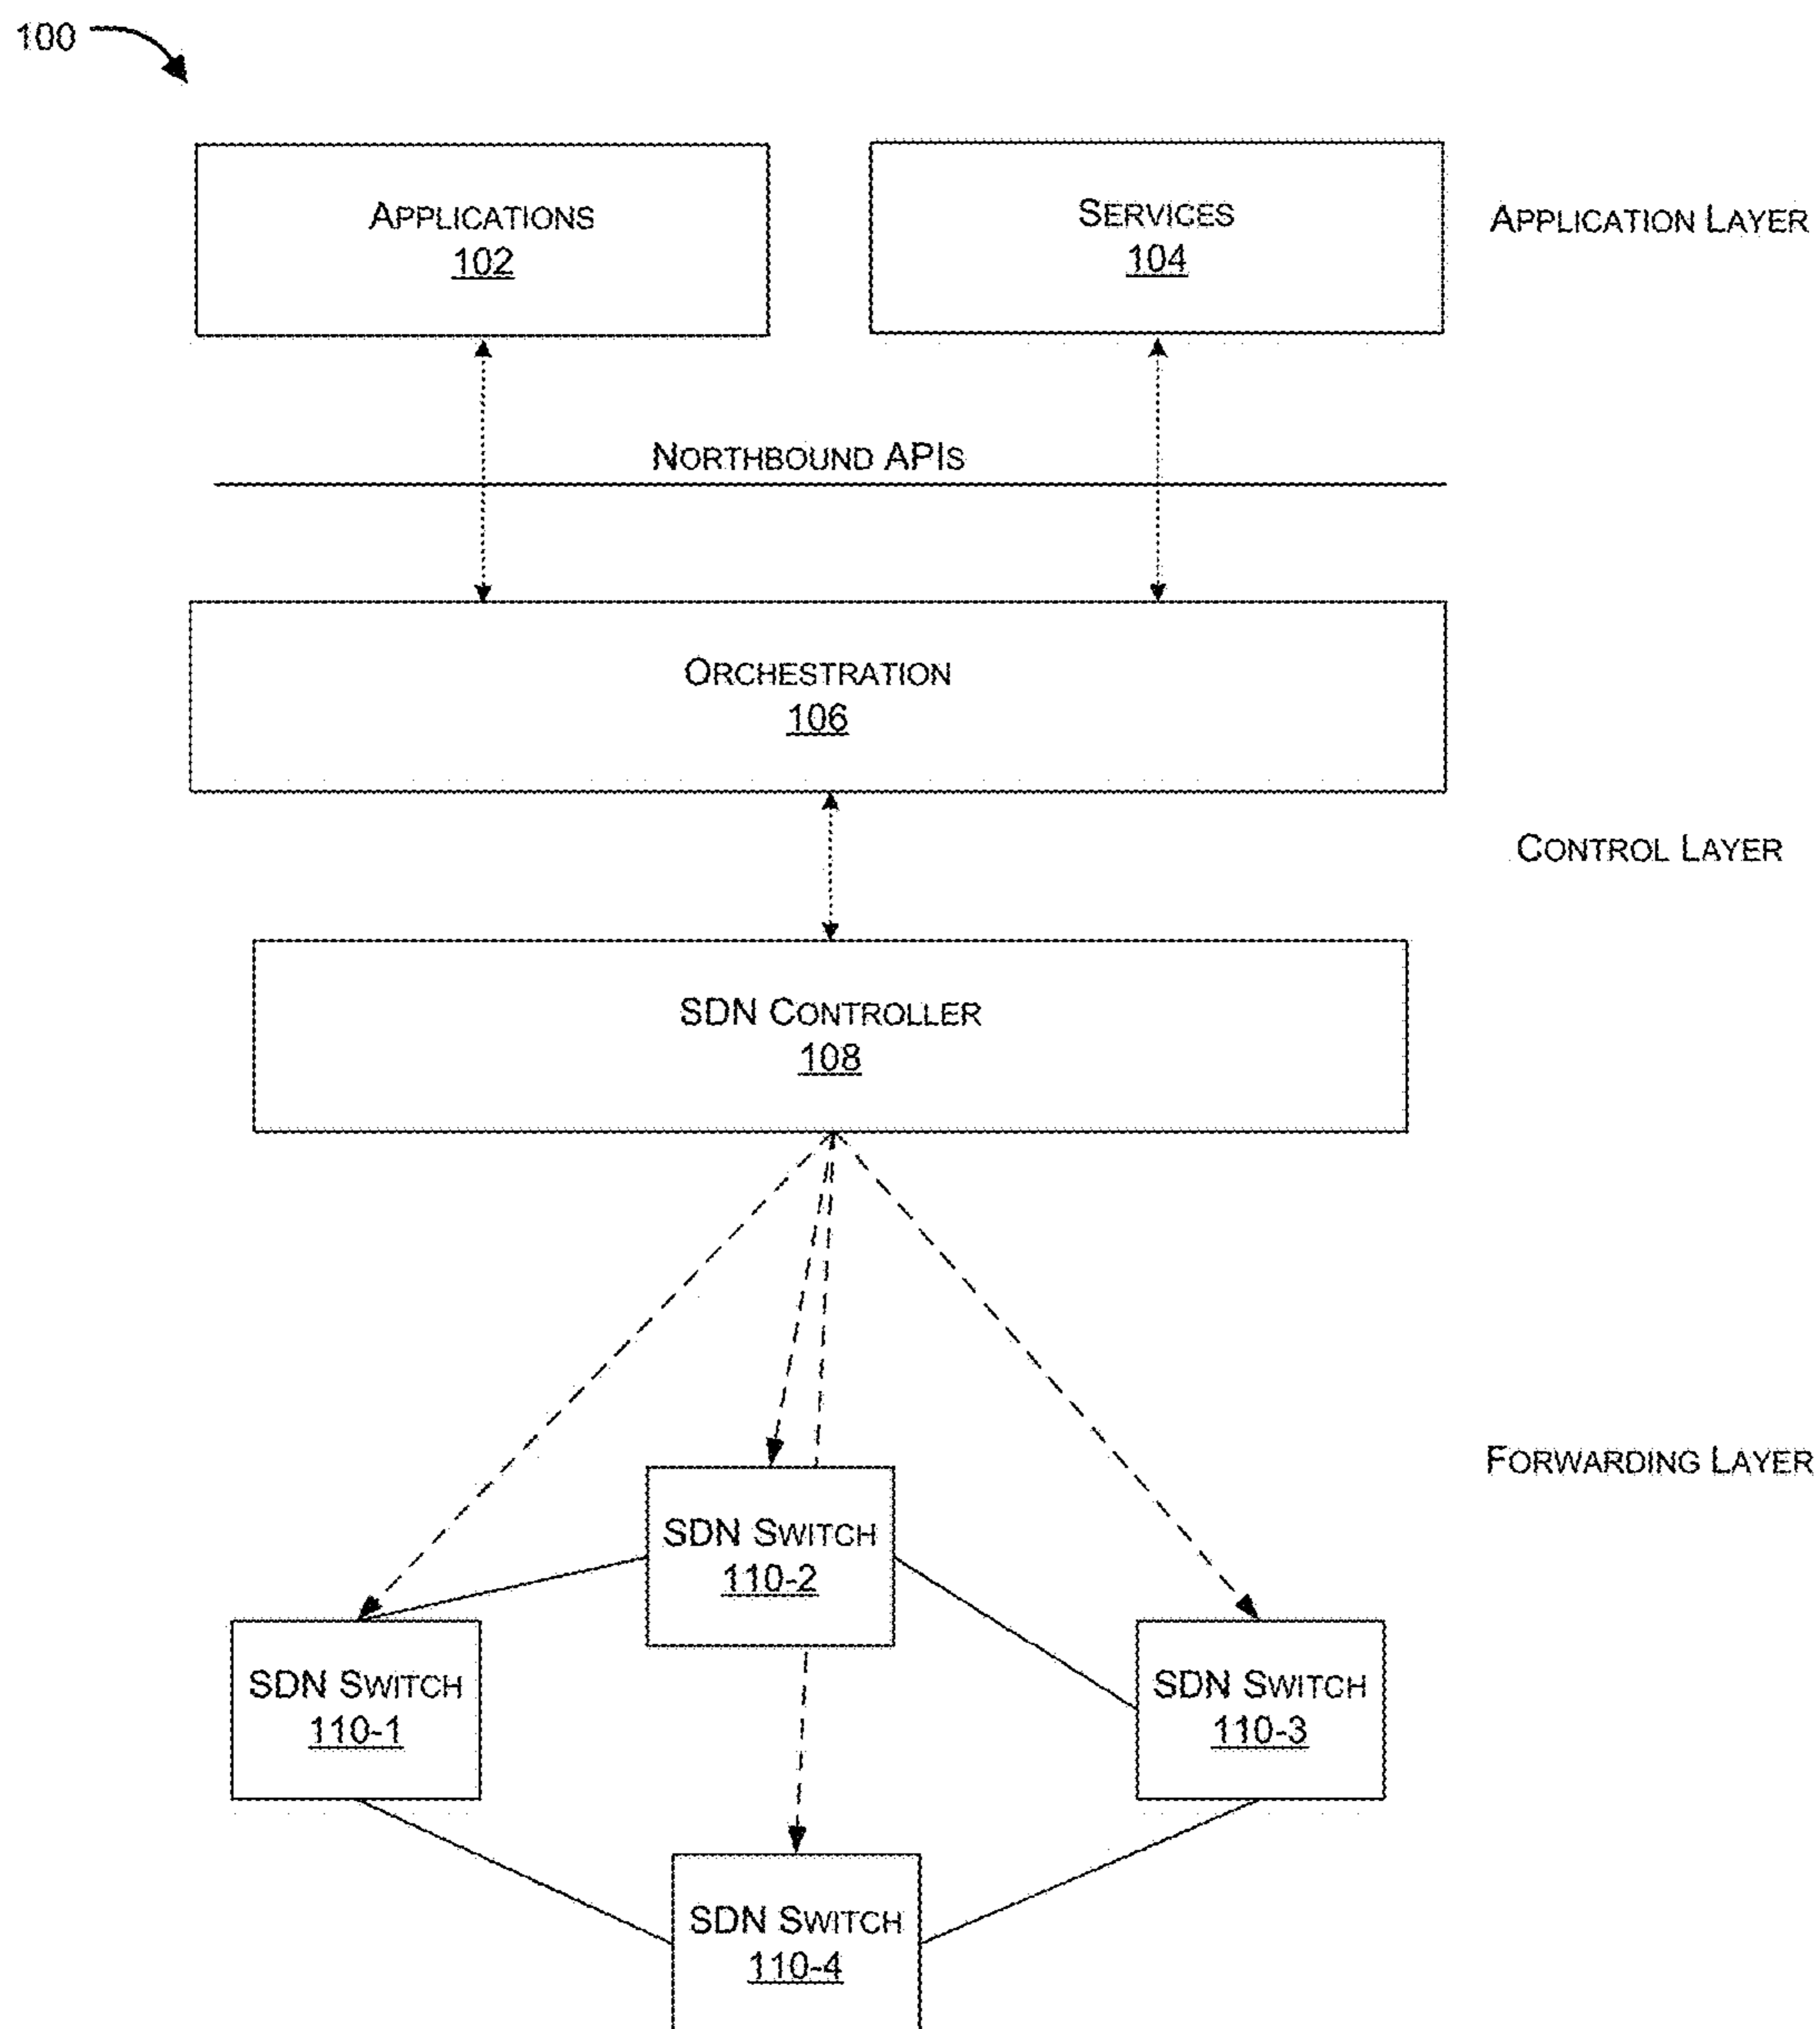 100
APPLICATIONS
102
SERVICES
104
APPLICATION LAYER
NORTHBOUND APIS
ORCHESTRATION
106
CONTROL LAYER
SDN CONTROLLER
108
FORWARDING LAYER
SDN SWITCH
110-2
SDN SWITCH
110-1
SDN SWITCH
110-3
SDN SWITCH
110-4